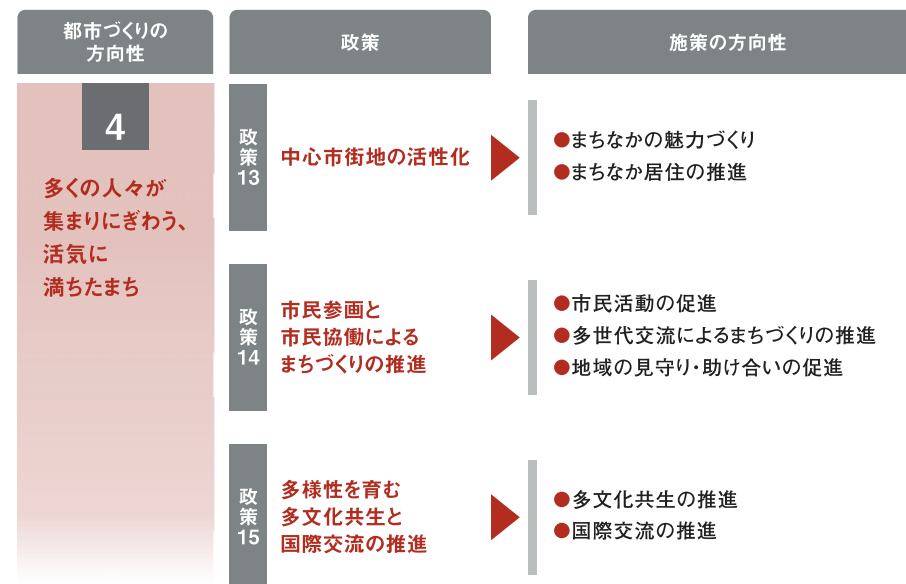 都市づくりの
方向性
政策
施策の方向性
4
多くの人々が
集まりにぎわう、
活気に
満ちたまち
政策13
中心市街地の活性化
●まちなかの魅力づくり
●まちなか居住の推進
政策14
市民参画と
市民協働による
まちづくりの推進
●市民活動の促進
●多世代交流によるまちづくりの推進
●地域の見守り・助け合いの促進
政策15
多様性を育む
多文化共生と
国際交流の推進
●多文化共生の推進
●国際交流の推進